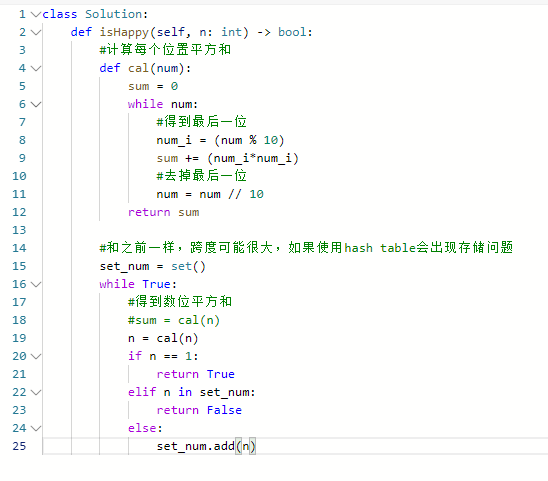 1 class Solution:
2 def isHappy(self, n: int) -> bool:
3 #计算每个位置平方和
4 def cal(num):
5 sum = 0
6 while num:
7 #得到最后一位
8 num_i = (num % 10)
9 sum += (num_i*num_i)
10 #去掉最后一位
11 num = num // 10
12 return sum
13
14 #和之前一样，跨度可能很大，如果使用hash table会出现存储问题
15 set_num = set()
16 while True:
17 #得到数位平方和
18 #sum = cal(n)
19 n = cal(n)
20 if n == 1:
21 return True
22 elif n in set_num:
23 return False
24 else:
25 set_num.add(n)